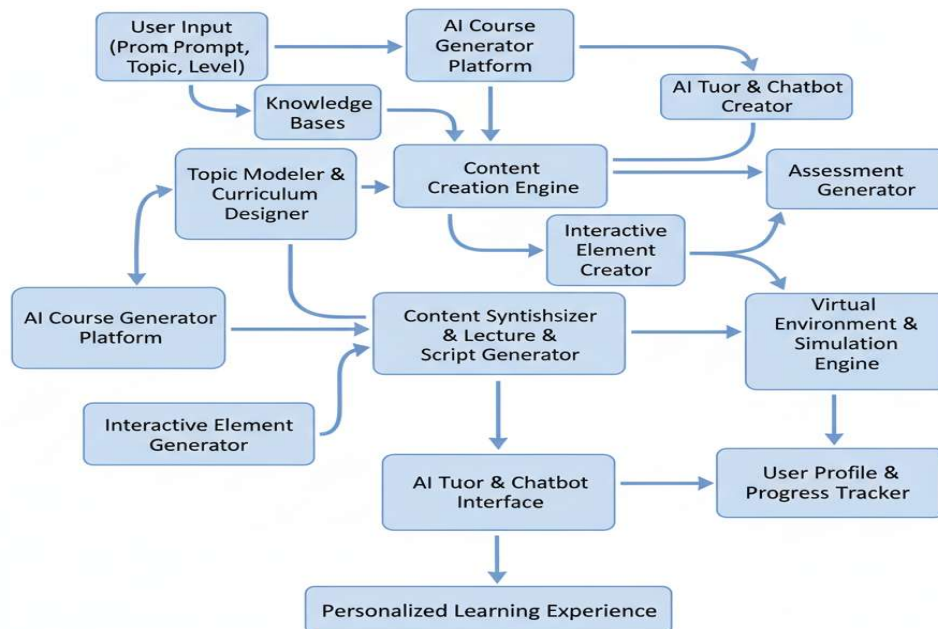 User Input
(Prom Prompt,
Topic, Level)
AI Course
Generator
Platform
AI Tuor & Chatbot
Creator
Knowledge
Bases
Topic Modeler &
Curriculum
Designer
Content
Creation Engine
Assessment
Generator
Interactive
Element
Creator
AI Course Generator
Platform
Content Syntishsizer
& Lecture &
Script Generator
Virtual
Environment &
Simulation
Engine
Interactive Element
Generator
AI Tuor & Chatbot
Interface
User Profile &
Progress Tracker
Personalized Learning Experience